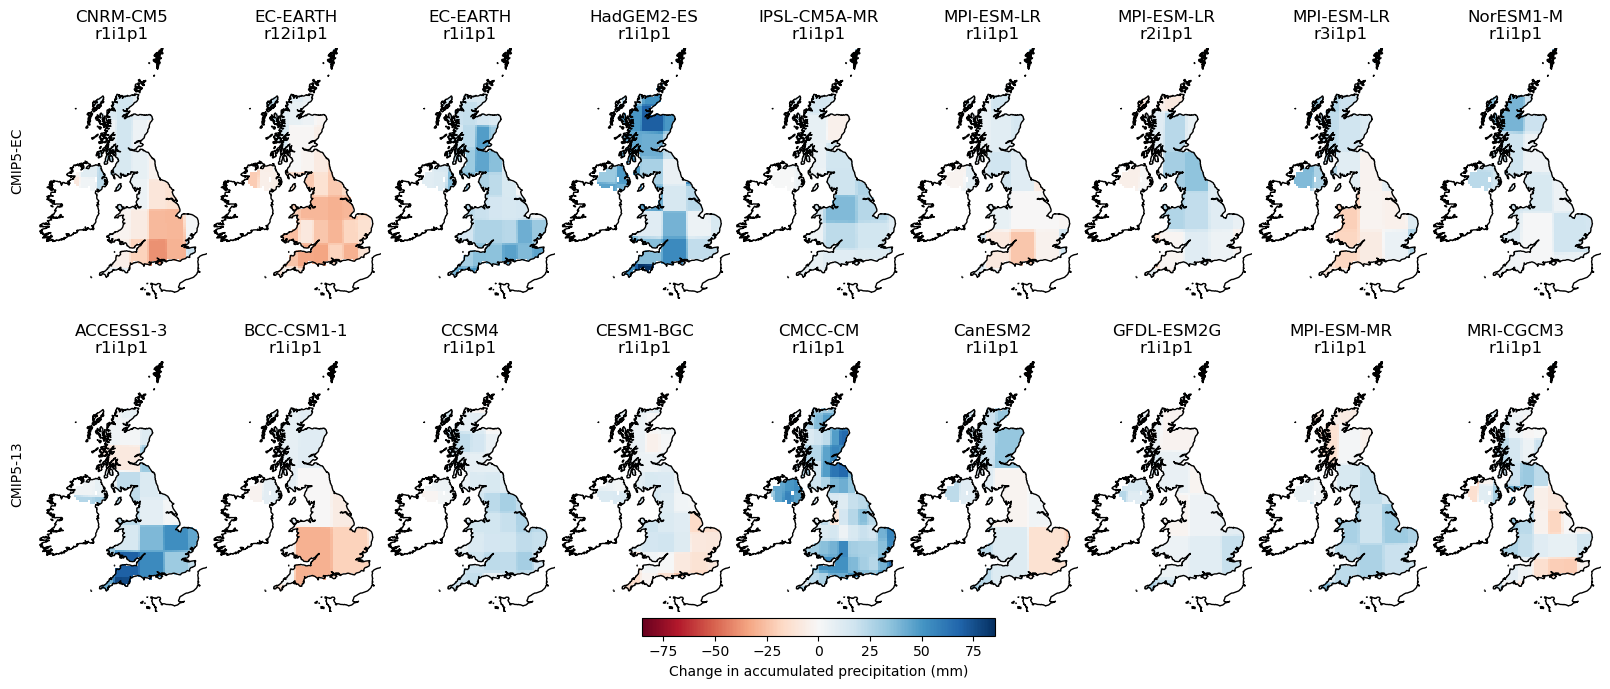 CNRM-CM5 EC-EARTH EC-EARTH HadGEM2-ES IPSL-CM5A-MR MPI-ESM-LR MPI-ESM-LR MPI-ESM-LR NorESM1-M
r1i1p1 r12i1p1 r1i1p1 r1i1p1 r1i1p1 r1i1p1 r2i1p1 r3i1p1 r1i1p1
CMIP5-EC
ACCESS1-3 BCC-CSM1-1 CCSM4 CESM1-BGC CMCC-CM CanESM2 GFDL-ESM2G MPI-ESM-MR MRI-CGCM3
r1i1p1 r1i1p1 r1i1p1 r1i1p1 r1i1p1 r1i1p1 r1i1p1 r1i1p1 r1i1p1
CMIP5-13
−75 −50 −25 0 25 50 75
Change in accumulated precipitation (mm)